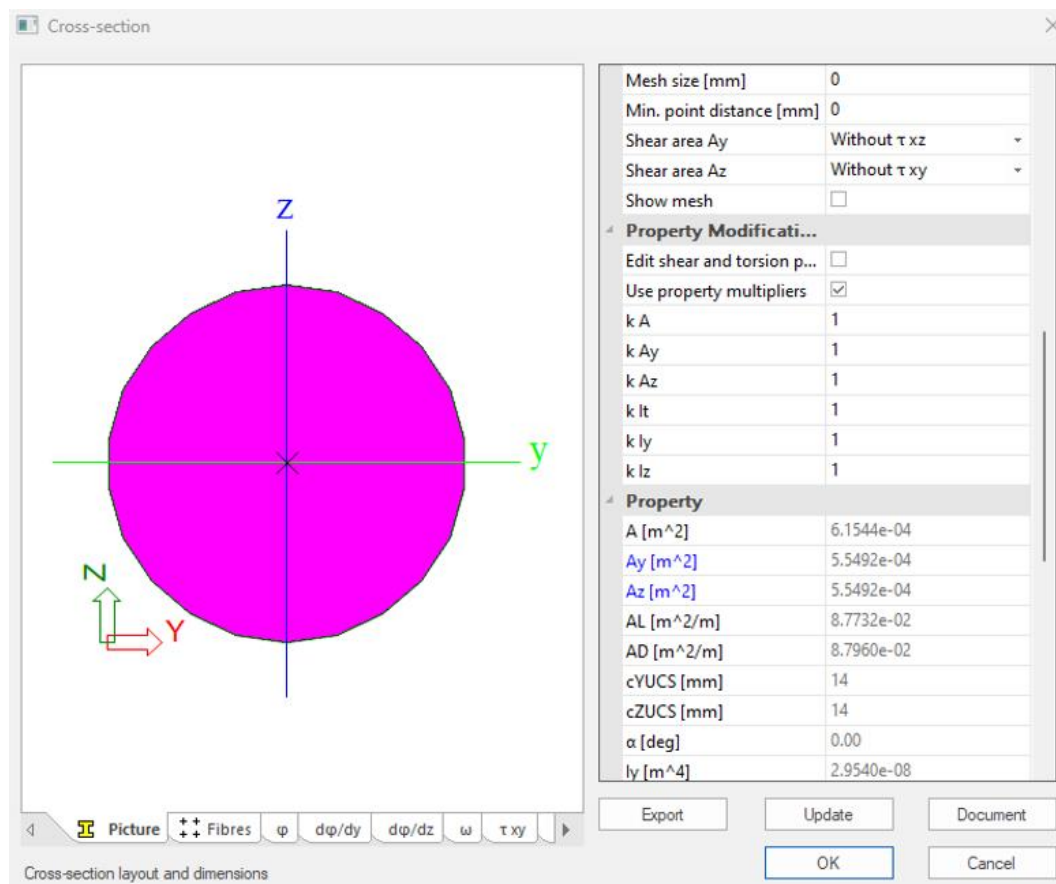 Cross-section
z
y
Z
Y
Picture
Fibres
φ
dφ/dy
dφ/dz
ω
τ xy
Cross-section layout and dimensions
Mesh size [mm] 0
Min. point distance [mm] 0
Shear area Ay Without τ xz
Shear area Az Without τ xy
Show mesh
Property Modificati...
Edit shear and torsion p...
Use property multipliers
k A 1
k Ay 1
k Az 1
k It 1
k Iy 1
k Iz 1
Property
A [m^2] 6.1544e-04
Ay [m^2] 5.5492e-04
Az [m^2] 5.5492e-04
AL [m^2/m] 8.7732e-02
AD [m^2/m] 8.7960e-02
cYUCS [mm] 14
cZUCS [mm] 14
α [deg] 0.00
Iy [m^4] 2.9540e-08
Export
Update
Document
OK
Cancel